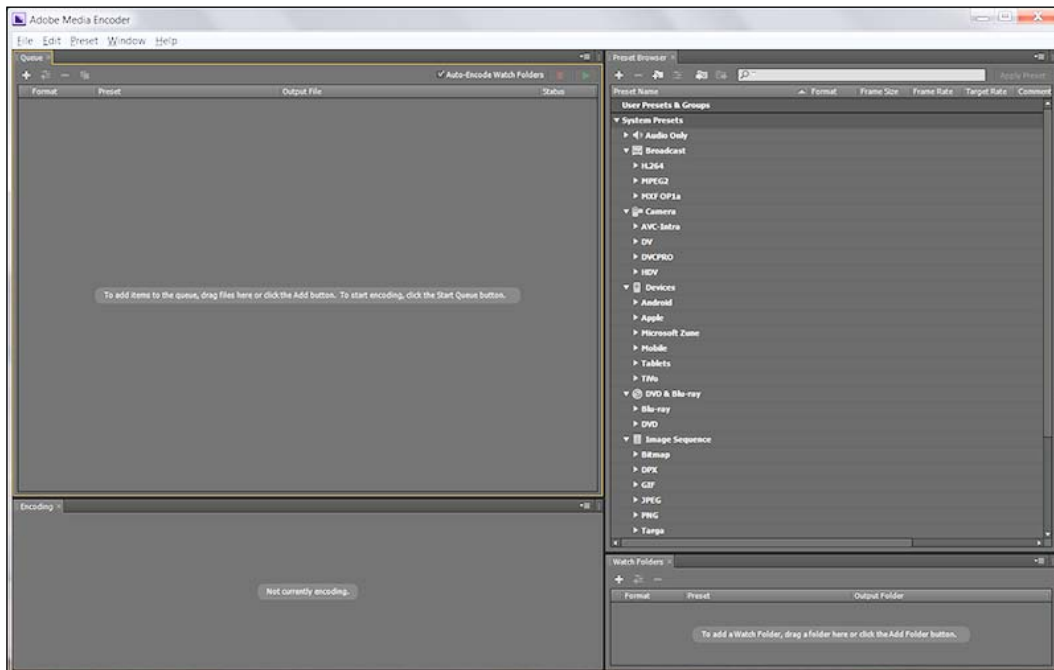 Adobe Media Encoder
File Edit Preset Window Help
Queue
Auto-Encode Watch Folders
Format Preset Output File Status
To add items to the queue, drag files here or click the Add button. To start encoding, click the Start Queue button.
Encoding
Not currently encoding.
Preset Browser
Apply Preset
Preset Name Format Frame Size Frame Rate Target Rate Comment
User Presets & Groups
System Presets
Audio Only
Broadcast
H.264
MPEG2
MXF OP1a
Camera
AVC-Intra
DV
DVCPRO
HDV
Devices
Android
Apple
Microsoft Zune
Mobile
Tablets
TiVo
DVD & Blu-ray
Blu-ray
DVD
Image Sequence
Bitmap
DPX
GIF
JPEG
PNG
Targa
Watch Folders
Format Preset Output Folder
To add a Watch Folder, drag a folder here or click the Add Folder button.